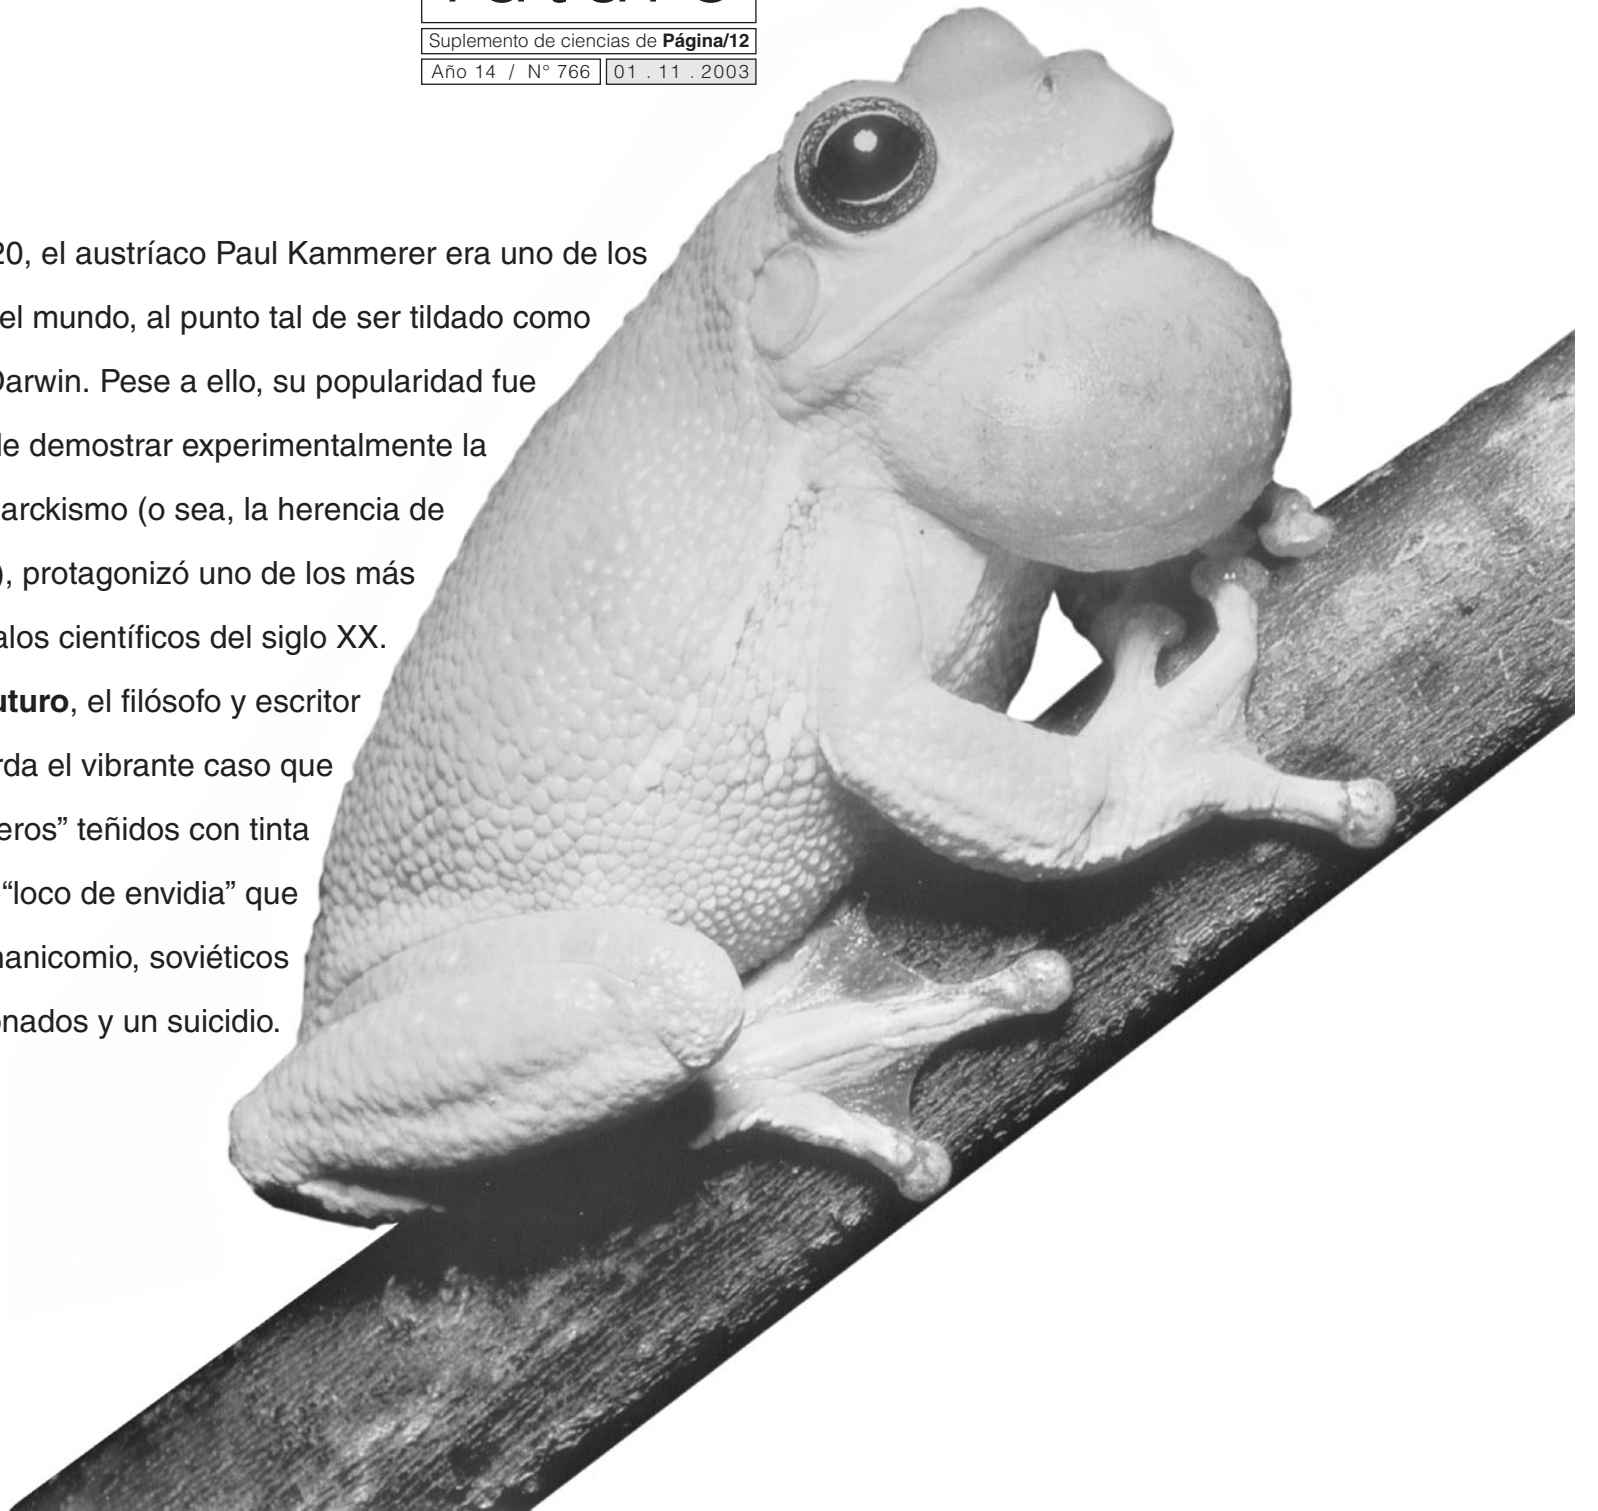 Suplemento de ciencias de Página/12
Año 14 / N° 766
01 . 11 . 2003
20, el austríaco Paul Kammerer era uno de los
el mundo, al punto tal de ser tildado como
Darwin. Pese a ello, su popularidad fue
de demostrar experimentalmente la
arckismo (o sea, la herencia de
), protagonizó uno de los más
alos científicos del siglo XX.
uturo, el filósofo y escritor
rda el vibrante caso que
eros” teñidos con tinta
“loco de envidia” que
nanicomio, soviéticos
onados y un suicidio.